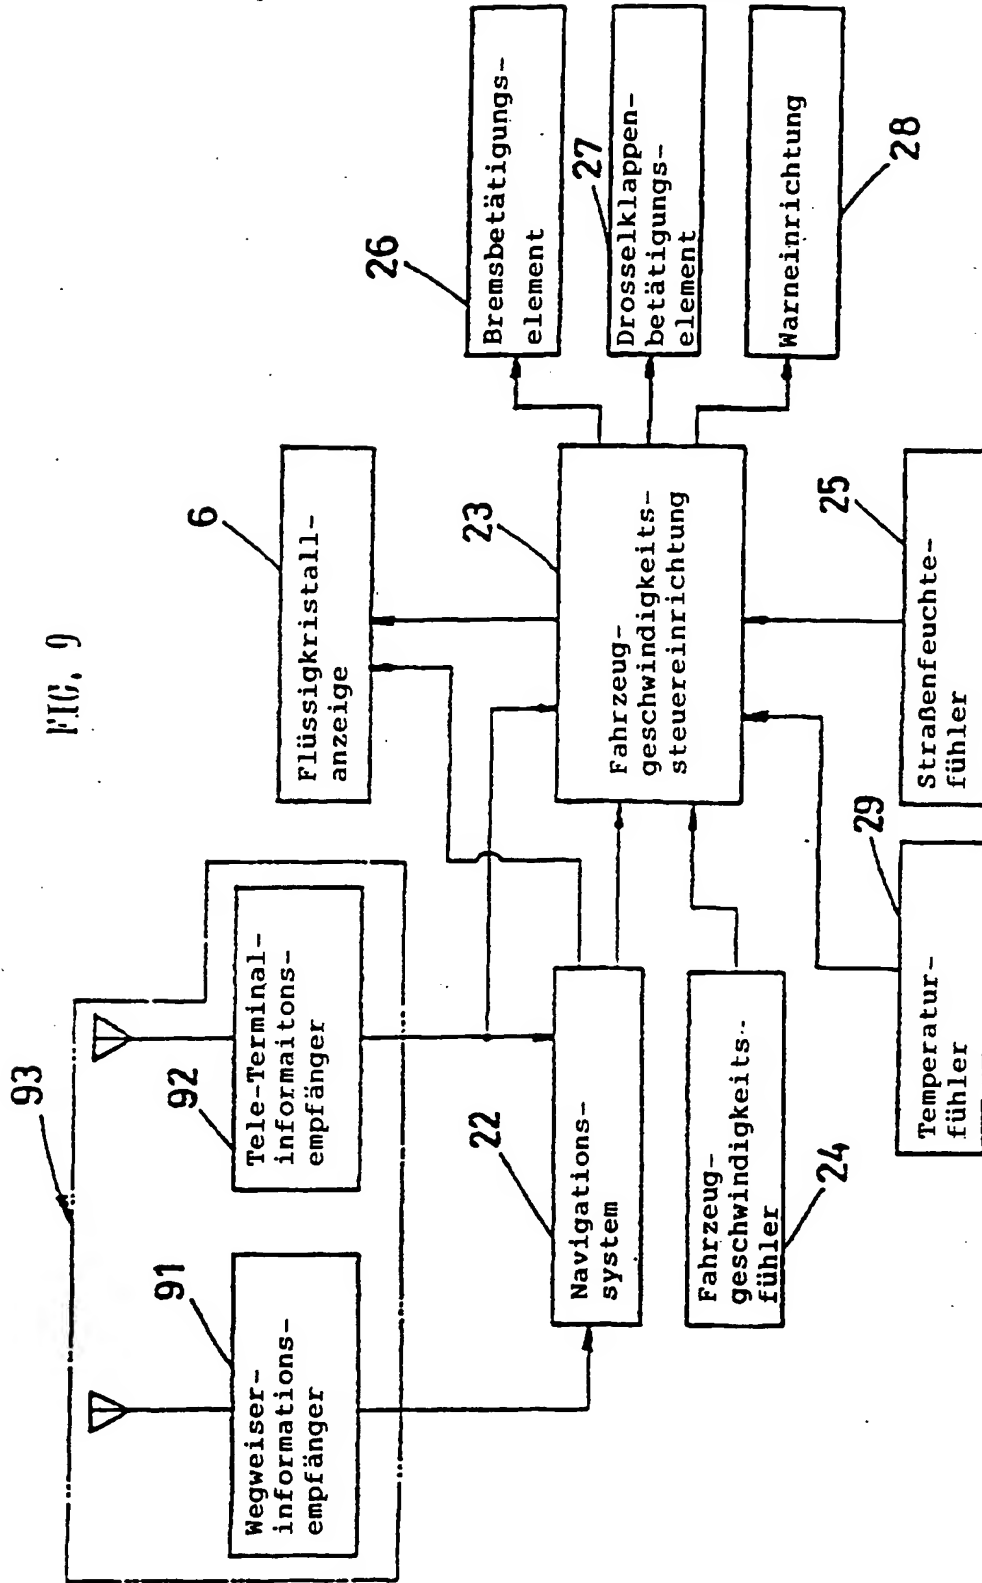 FIG. 9
93
91
Wegweiser-
informations-
empfänger
92
Tele-Terminal-
informaitons-
empfänger
6
Flüssigkristall-
anzeige
22
Navigations-
system
23
Fahrzeug-
geschwindigkeits-
steuereinrichtung
26
Bremsbetätigungs-
element
27
Drosselklappen-
betätigungs-
element
28
Warneinrichtung
Fahrzeug-
geschwindigkeits-
fühler
24
29
Temperatur-
fühler
25
Straßenfeuchte-
fühler